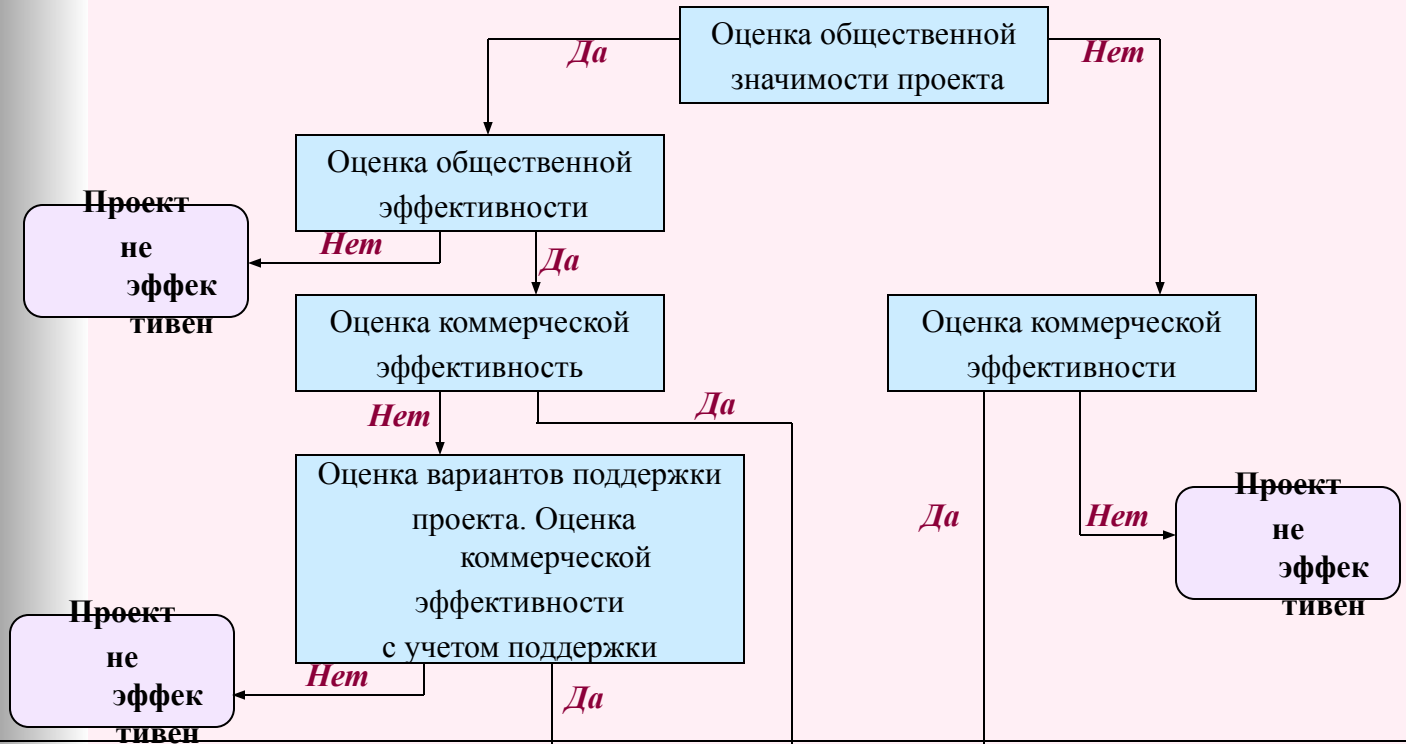 Оценка общественной
значимости проекта
Да
Нет
Оценка общественной
эффективности
Проект
не
эффек
тивен
Нет
Да
Оценка коммерческой
эффективность
Оценка коммерческой
эффективности
Нет
Да
Оценка вариантов поддержки
проекта. Оценка
коммерческой
эффективности
с учетом поддержки
Да
Нет
Проект
не
эффек
тивен
Проект
не
эффек
тивен
Нет
Да